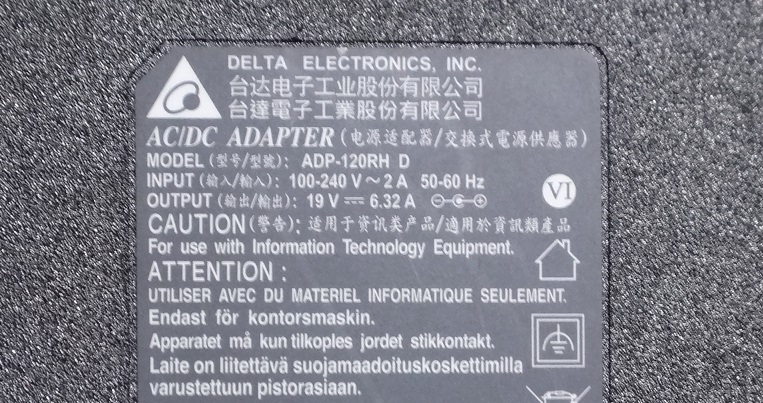 DELTA ELECTRONICS, INC.
台达电子工业股份有限公司
台達電子工業股份有限公司
AC/DC ADAPTER (电源适配器/交換式電源供應器)
MODEL (型号/型號): ADP-120RH D
INPUT (输入/輸入): 100-240 V ~ 2 A 50-60 Hz
OUTPUT (输出/輸出): 19 V ⎓ 6.32 A
VI
CAUTION (警告): 适用于资讯类产品/適用於資訊類產品
For use with Information Technology Equipment.
ATTENTION :
UTILISER AVEC DU MATERIEL INFORMATIQUE SEULEMENT.
Endast för kontorsmaskin.
Apparatet må kun tilkoples jordet stikkontakt.
Laite on liitettävä suojamaadoituskoskettimilla
varustettuun pistorasiaan.